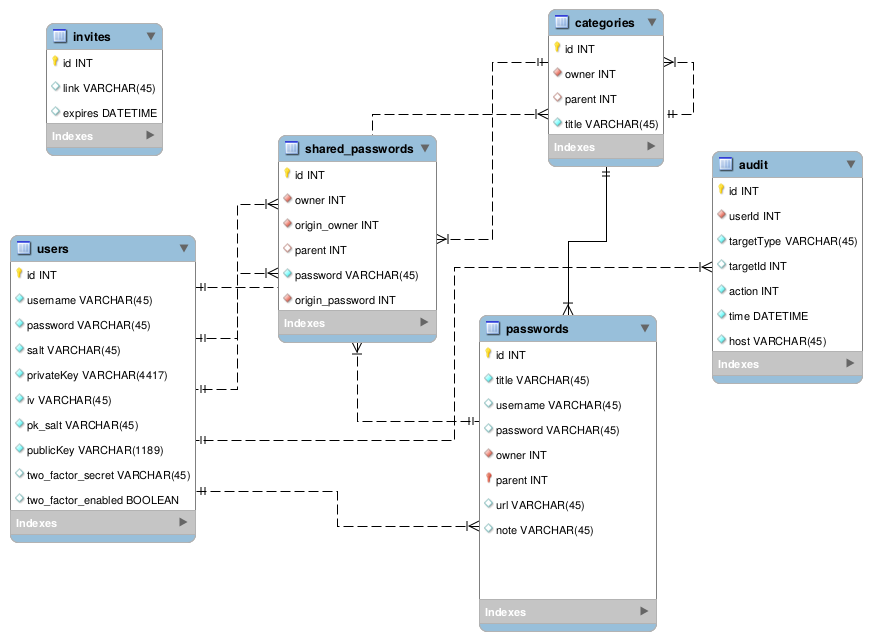 invites
id INT
link VARCHAR(45)
expires DATETIME
Indexes
categories
id INT
owner INT
parent INT
title VARCHAR(45)
Indexes
shared_passwords
id INT
owner INT
origin_owner INT
parent INT
password VARCHAR(45)
origin_password INT
Indexes
audit
id INT
userId INT
targetType VARCHAR(45)
targetId INT
action INT
time DATETIME
host VARCHAR(45)
Indexes
users
id INT
username VARCHAR(45)
password VARCHAR(45)
salt VARCHAR(45)
privateKey VARCHAR(4417)
iv VARCHAR(45)
pk_salt VARCHAR(45)
publicKey VARCHAR(1189)
two_factor_secret VARCHAR(45)
two_factor_enabled BOOLEAN
Indexes
passwords
id INT
title VARCHAR(45)
username VARCHAR(45)
password VARCHAR(45)
owner INT
parent INT
url VARCHAR(45)
note VARCHAR(45)
Indexes